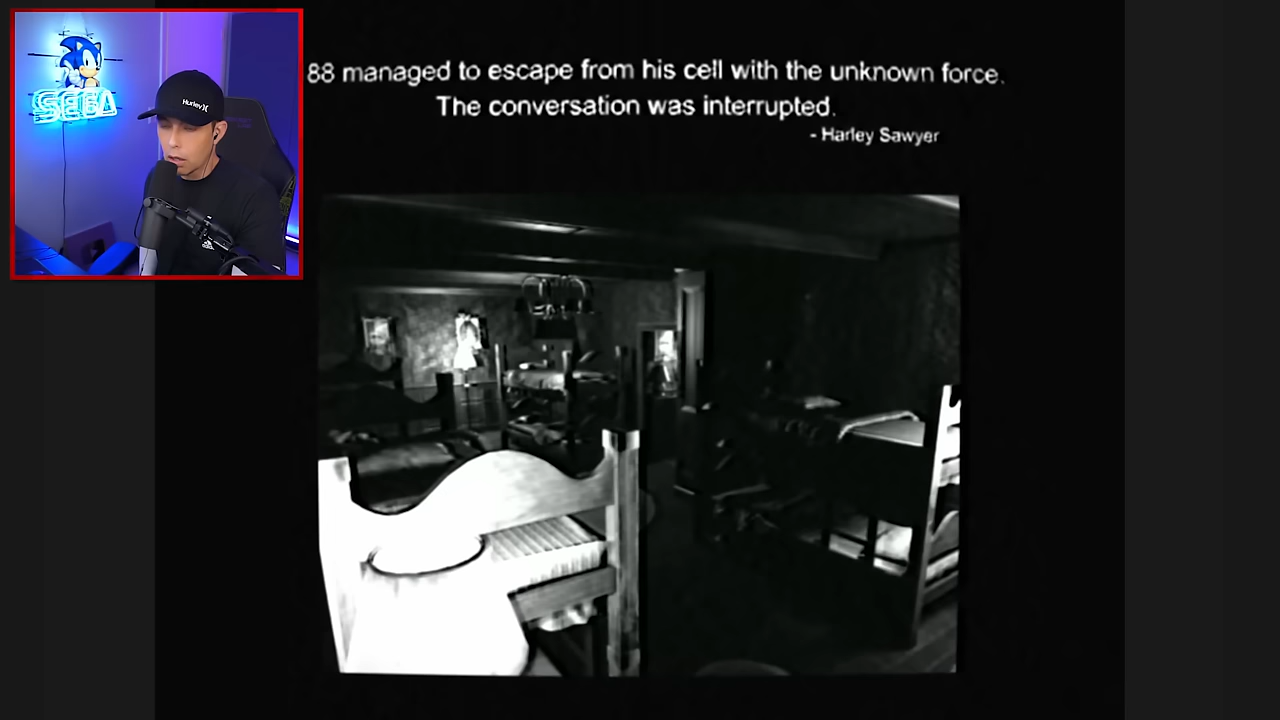 88 managed to escape from his cell with the unknown force.
The conversation was interrupted.
- Harley Sawyer
SEGA
Hurley
adidas